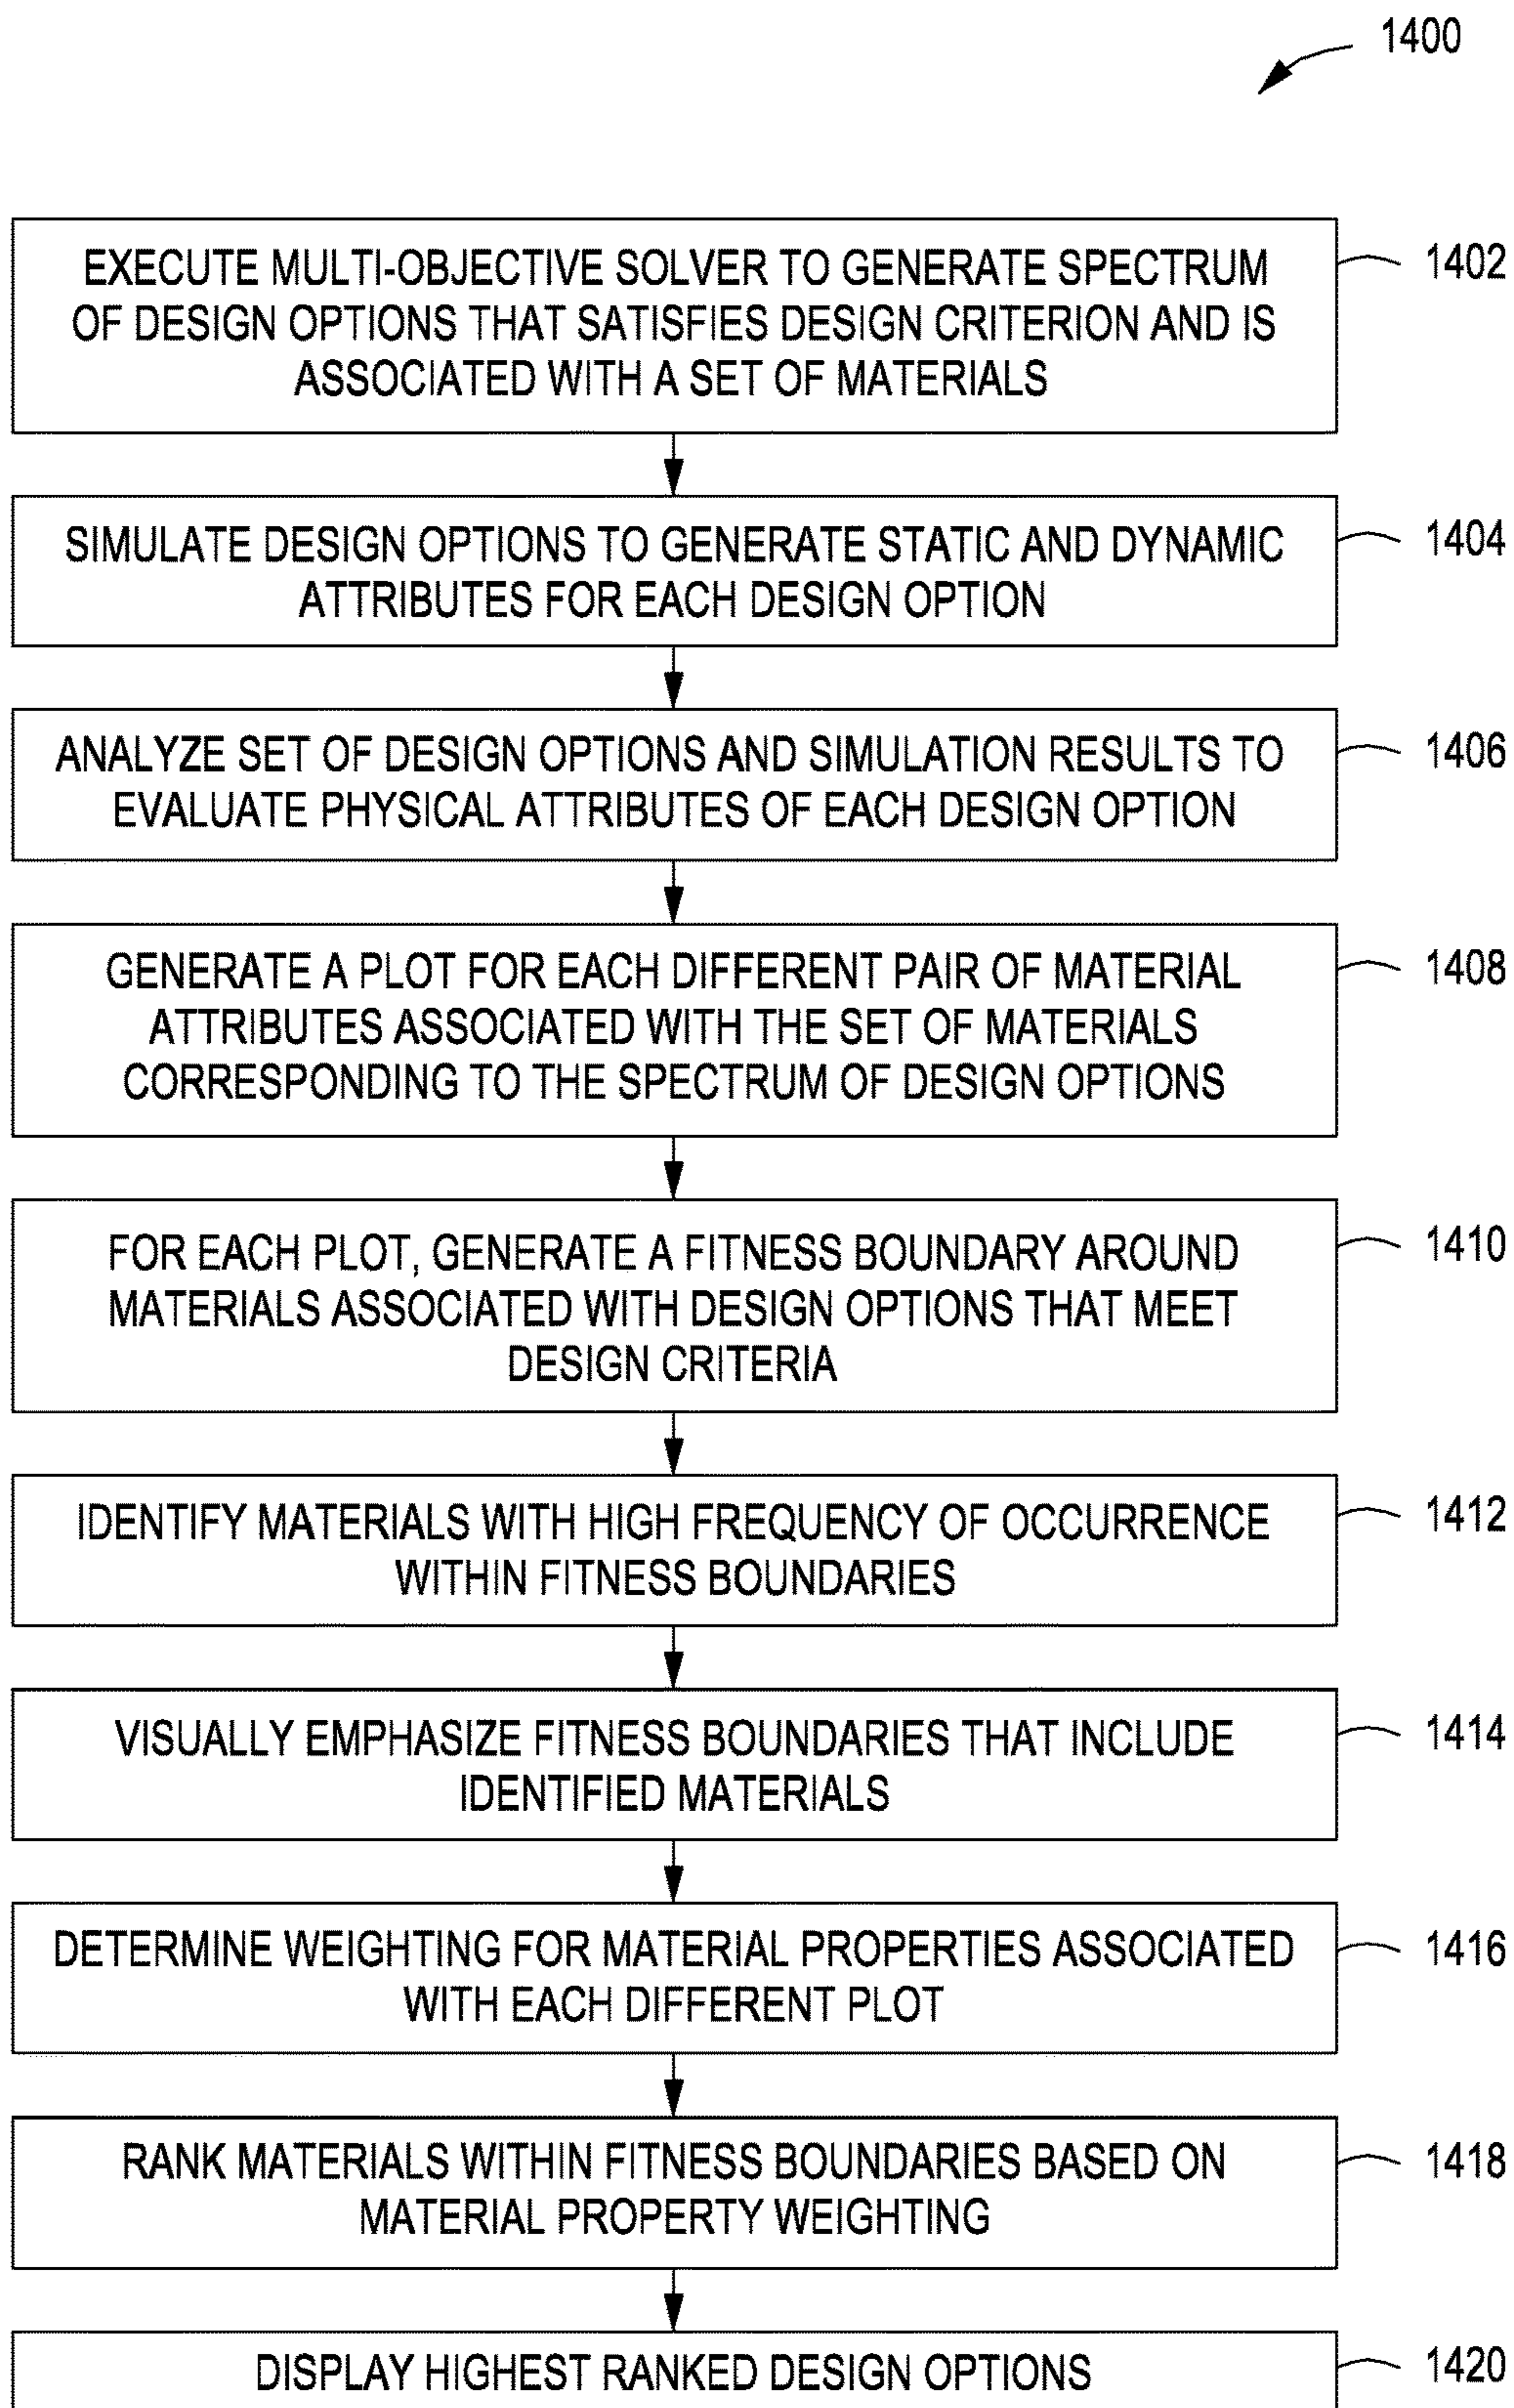 1400
EXECUTE MULTI-OBJECTIVE SOLVER TO GENERATE SPECTRUM
OF DESIGN OPTIONS THAT SATISFIES DESIGN CRITERION AND IS
ASSOCIATED WITH A SET OF MATERIALS
1402
SIMULATE DESIGN OPTIONS TO GENERATE STATIC AND DYNAMIC
ATTRIBUTES FOR EACH DESIGN OPTION
1404
ANALYZE SET OF DESIGN OPTIONS AND SIMULATION RESULTS TO
EVALUATE PHYSICAL ATTRIBUTES OF EACH DESIGN OPTION
1406
GENERATE A PLOT FOR EACH DIFFERENT PAIR OF MATERIAL
ATTRIBUTES ASSOCIATED WITH THE SET OF MATERIALS
CORRESPONDING TO THE SPECTRUM OF DESIGN OPTIONS
1408
FOR EACH PLOT, GENERATE A FITNESS BOUNDARY AROUND
MATERIALS ASSOCIATED WITH DESIGN OPTIONS THAT MEET
DESIGN CRITERIA
1410
IDENTIFY MATERIALS WITH HIGH FREQUENCY OF OCCURRENCE
WITHIN FITNESS BOUNDARIES
1412
VISUALLY EMPHASIZE FITNESS BOUNDARIES THAT INCLUDE
IDENTIFIED MATERIALS
1414
DETERMINE WEIGHTING FOR MATERIAL PROPERTIES ASSOCIATED
WITH EACH DIFFERENT PLOT
1416
RANK MATERIALS WITHIN FITNESS BOUNDARIES BASED ON
MATERIAL PROPERTY WEIGHTING
1418
DISPLAY HIGHEST RANKED DESIGN OPTIONS
1420